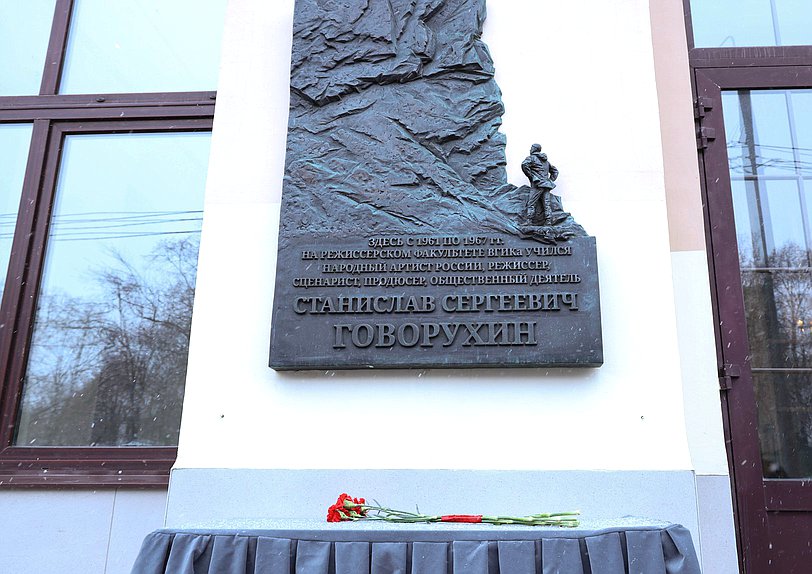 ЗДЕСЬ С 1961 ПО 1967 ГГ.
НА РЕЖИССЕРСКОМ ФАКУЛЬТЕТЕ ВГИКа УЧИЛСЯ
НАРОДНЫЙ АРТИСТ РОССИИ, РЕЖИССЕР,
СЦЕНАРИСТ, ПРОДЮСЕР, ОБЩЕСТВЕННЫЙ ДЕЯТЕЛЬ
СТАНИСЛАВ СЕРГЕЕВИЧ
ГОВОРУХИН